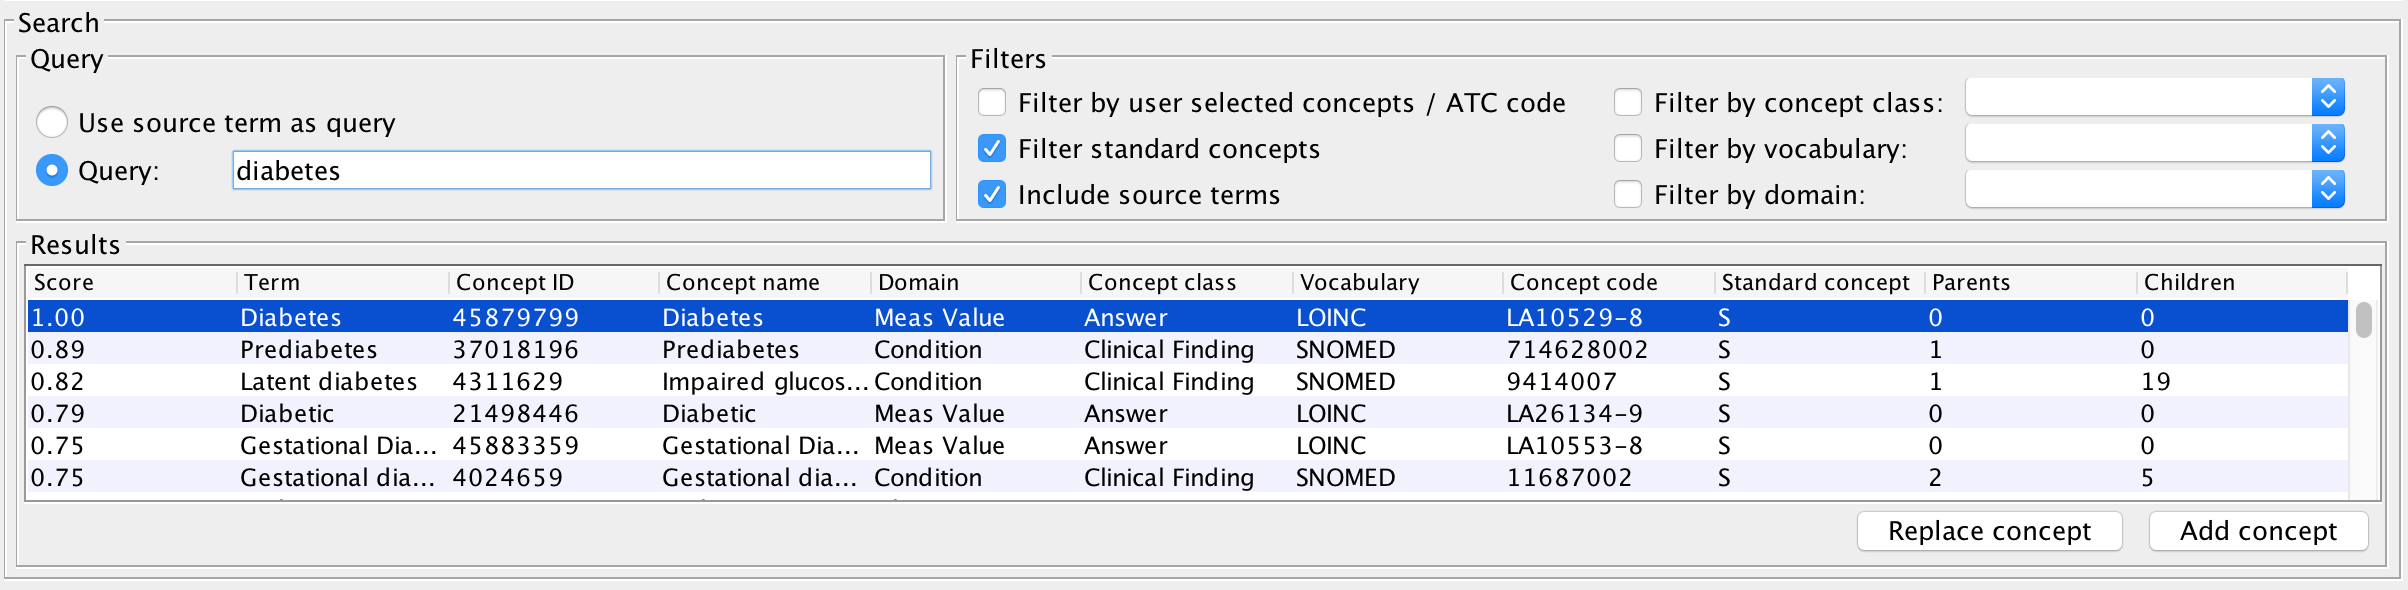 Search
Query
Use source term as query
Query: diabetes
Filters
Filter by user selected concepts / ATC code
Filter standard concepts
Include source terms
Filter by concept class:
Filter by vocabulary:
Filter by domain:
Results
Score Term Concept ID Concept name Domain Concept class Vocabulary Concept code Standard concept Parents Children
1.00 Diabetes 45879799 Diabetes Meas Value Answer LOINC LA10529-8 S 0 0
0.89 Prediabetes 37018196 Prediabetes Condition Clinical Finding SNOMED 714628002 S 1 0
0.82 Latent diabetes 4311629 Impaired glucos... Condition Clinical Finding SNOMED 9414007 S 1 19
0.79 Diabetic 21498446 Diabetic Meas Value Answer LOINC LA26134-9 S 0 0
0.75 Gestational Dia... 45883359 Gestational Dia... Meas Value Answer LOINC LA10553-8 S 0 0
0.75 Gestational dia... 4024659 Gestational dia... Condition Clinical Finding SNOMED 11687002 S 2 5
Replace concept Add concept